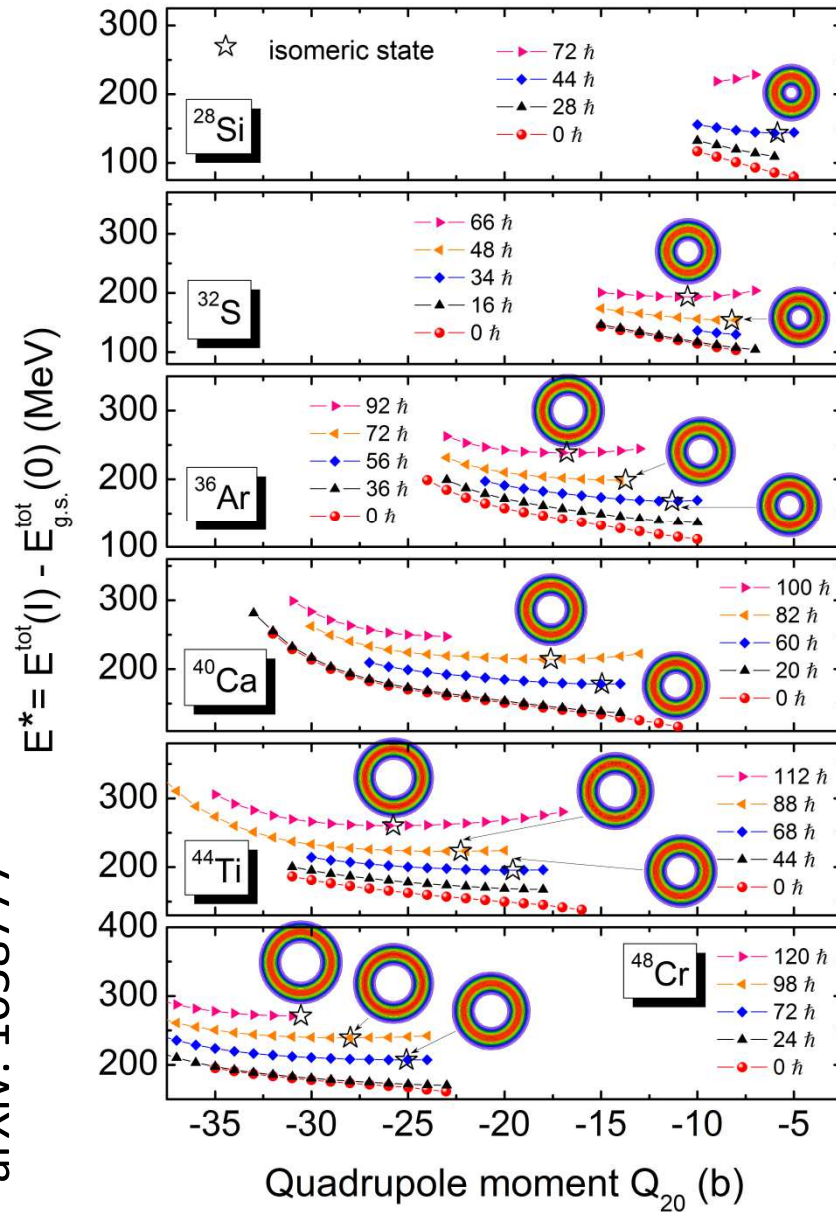 E*= E^tot(I) - E^tot_g.s.(0) (MeV)
300
200
100
☆ isomeric state
²⁸Si
72 ℏ
44 ℏ
28 ℏ
0 ℏ
300
200
100
³²S
66 ℏ
48 ℏ
34 ℏ
16 ℏ
0 ℏ
300
200
100
³⁶Ar
92 ℏ
72 ℏ
56 ℏ
36 ℏ
0 ℏ
300
200
⁴⁰Ca
100 ℏ
82 ℏ
60 ℏ
20 ℏ
0 ℏ
300
200
⁴⁴Ti
112 ℏ
88 ℏ
68 ℏ
44 ℏ
0 ℏ
400
300
200
⁴⁸Cr
120 ℏ
98 ℏ
72 ℏ
24 ℏ
0 ℏ
-35 -30 -25 -20 -15 -10 -5
Quadrupole moment Q₂₀ (b)